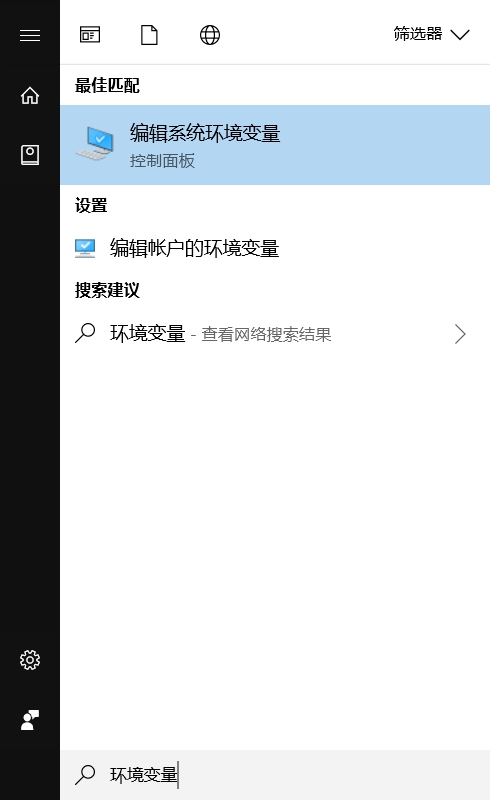 筛选器
最佳匹配
编辑系统环境变量
控制面板
设置
编辑帐户的环境变量
搜索建议
环境变量 - 查看网络搜索结果
环境变量